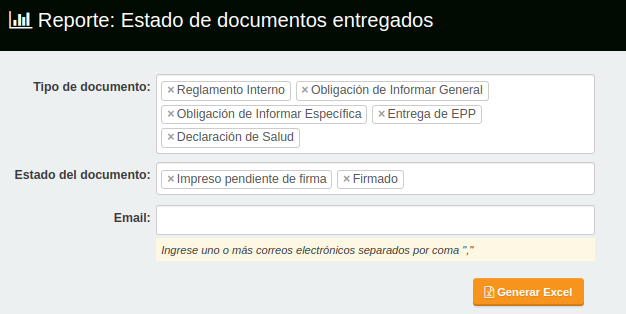 Reporte: Estado de documentos entregados
Tipo de documento: ×Reglamento Interno ×Obligación de Informar General
×Obligación de Informar Específica ×Entrega de EPP
×Declaración de Salud
Estado del documento: ×Impreso pendiente de firma ×Firmado
Email:
Ingrese uno o más correos electrónicos separados por coma ","
Generar Excel